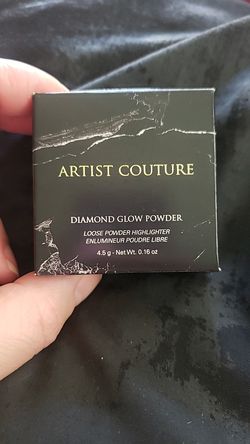 ARTIST COUTURE
DIAMOND GLOW POWDER
LOOSE POWDER HIGHLIGHTER
ENLUMINEUR POUDRE LIBRE
4.5 g - Net Wt. 0.16 oz